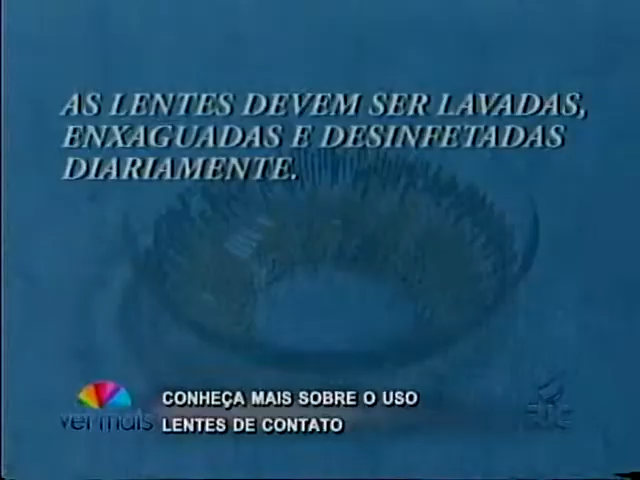 AS LENTES DEVEM SER LAVADAS,
ENXAGUADAS E DESINFETADAS
DIARIAMENTE.
ver mais
CONHEÇA MAIS SOBRE O USO
LENTES DE CONTATO